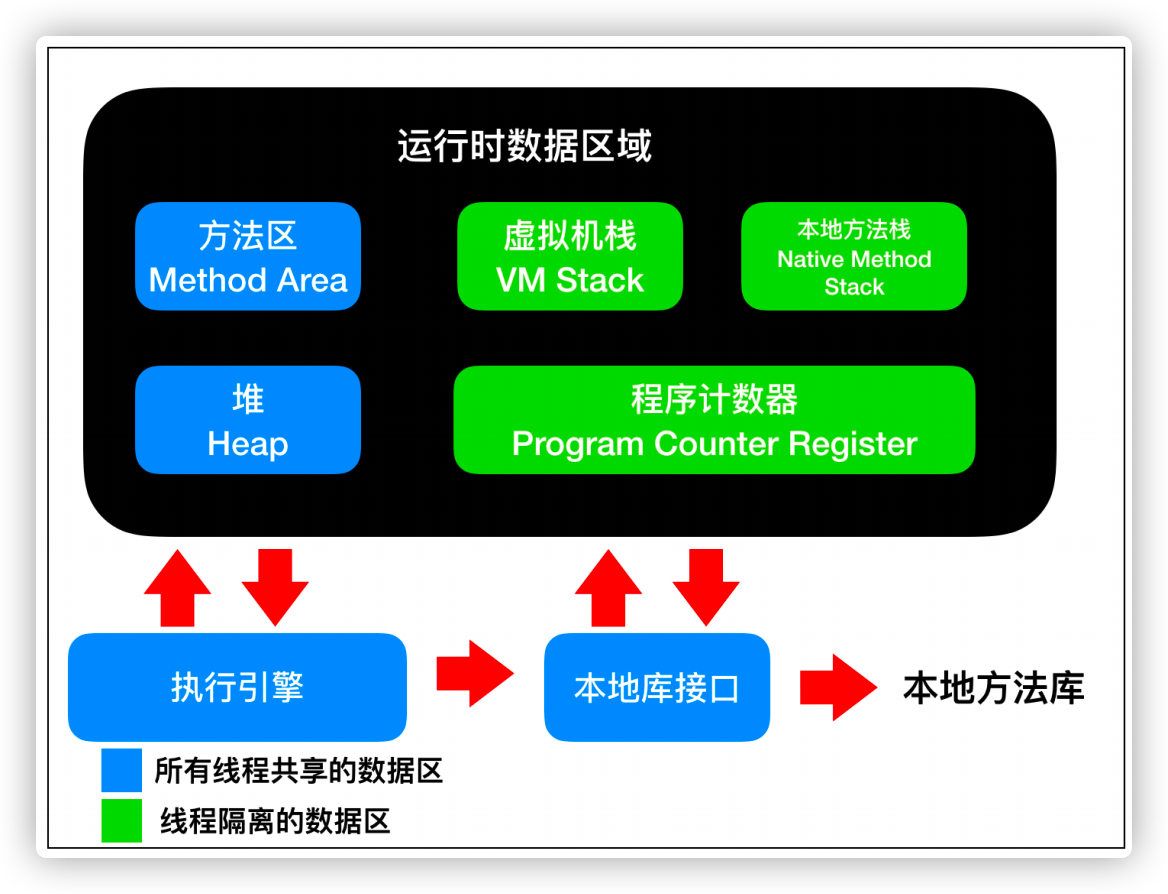 运行时数据区域
方法区
Method Area
虚拟机栈
VM Stack
本地方法栈
Native Method
Stack
堆
Heap
程序计数器
Program Counter Register
执行引擎
本地库接口
本地方法库
所有线程共享的数据区
线程隔离的数据区